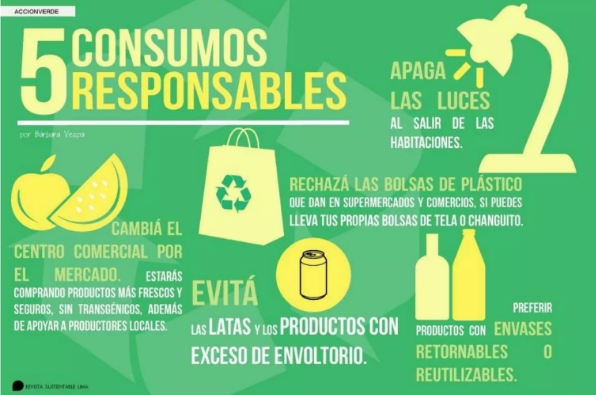 ACCIONVERDE
5 CONSUMOS
RESPONSABLES
por Bárbara Vezza
APAGA
LAS LUCES
AL SALIR DE LAS
HABITACIONES.
RECHAZÁ LAS BOLSAS DE PLÁSTICO
QUE DAN EN SUPERMERCADOS Y COMERCIOS, SI PUEDES
LLEVA TUS PROPIAS BOLSAS DE TELA O CHANGUITO.
CAMBIÁ EL
CENTRO COMERCIAL POR
EL MERCADO. ESTARÁS
COMPRANDO PRODUCTOS MÁS FRESCOS Y
SEGUROS, SIN TRANSGÉNICOS, ADEMÁS
DE APOYAR A PRODUCTORES LOCALES.
EVITÁ
LAS LATAS Y LOS PRODUCTOS CON
EXCESO DE ENVOLTORIO.
PREFERIR
PRODUCTOS CON ENVASES
RETORNABLES O
REUTILIZABLES.
REVISTA SUSTENTABLE